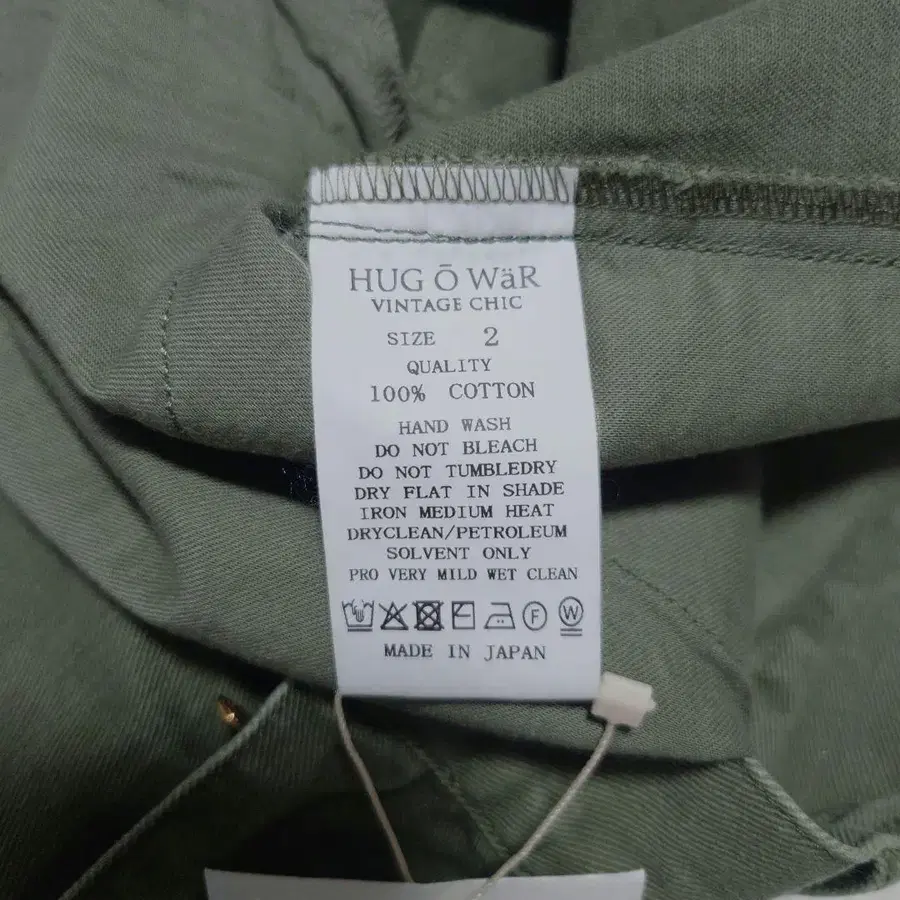 HUG Ō WäR
VINTAGE CHIC
SIZE 2
QUALITY
100% COTTON
HAND WASH
DO NOT BLEACH
DO NOT TUMBLEDRY
DRY FLAT IN SHADE
IRON MEDIUM HEAT
DRYCLEAN/PETROLEUM
SOLVENT ONLY
PRO VERY MILD WET CLEAN
F W
MADE IN JAPAN